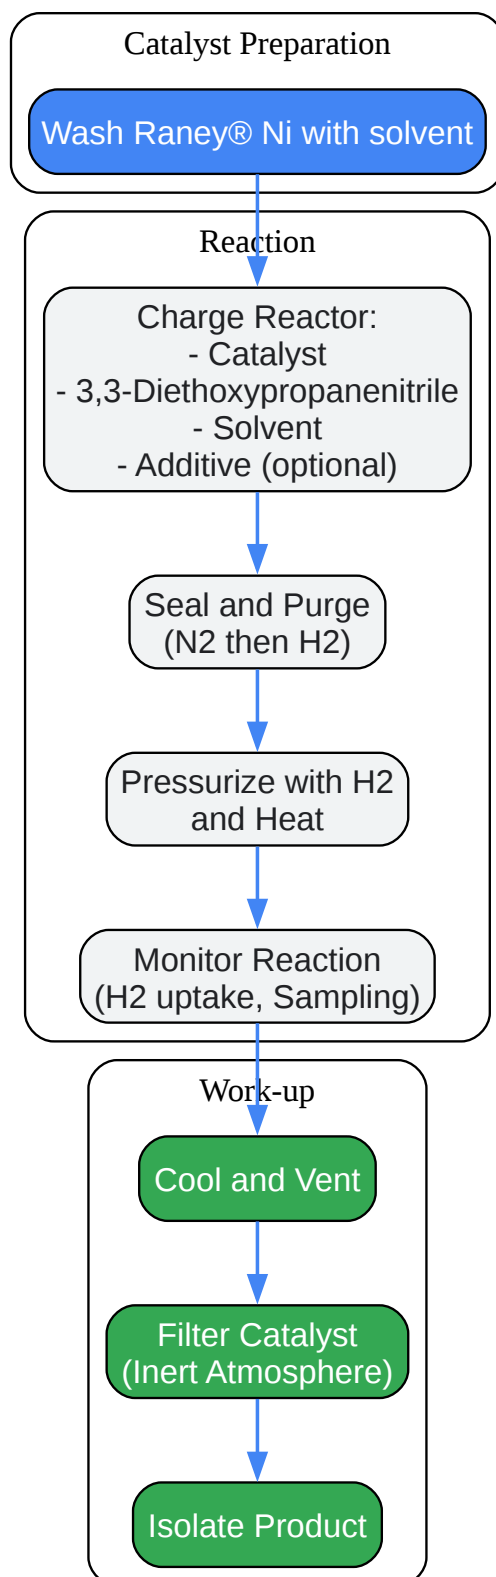 Catalyst Preparation
Wash Raney® Ni with solvent
Reaction
Charge Reactor:
- Catalyst
- 3,3-Diethoxypropanenitrile
- Solvent
- Additive (optional)
Seal and Purge
(N2 then H2)
Pressurize with H2
and Heat
Monitor Reaction
(H2 uptake, Sampling)
Work-up
Cool and Vent
Filter Catalyst
(Inert Atmosphere)
Isolate Product